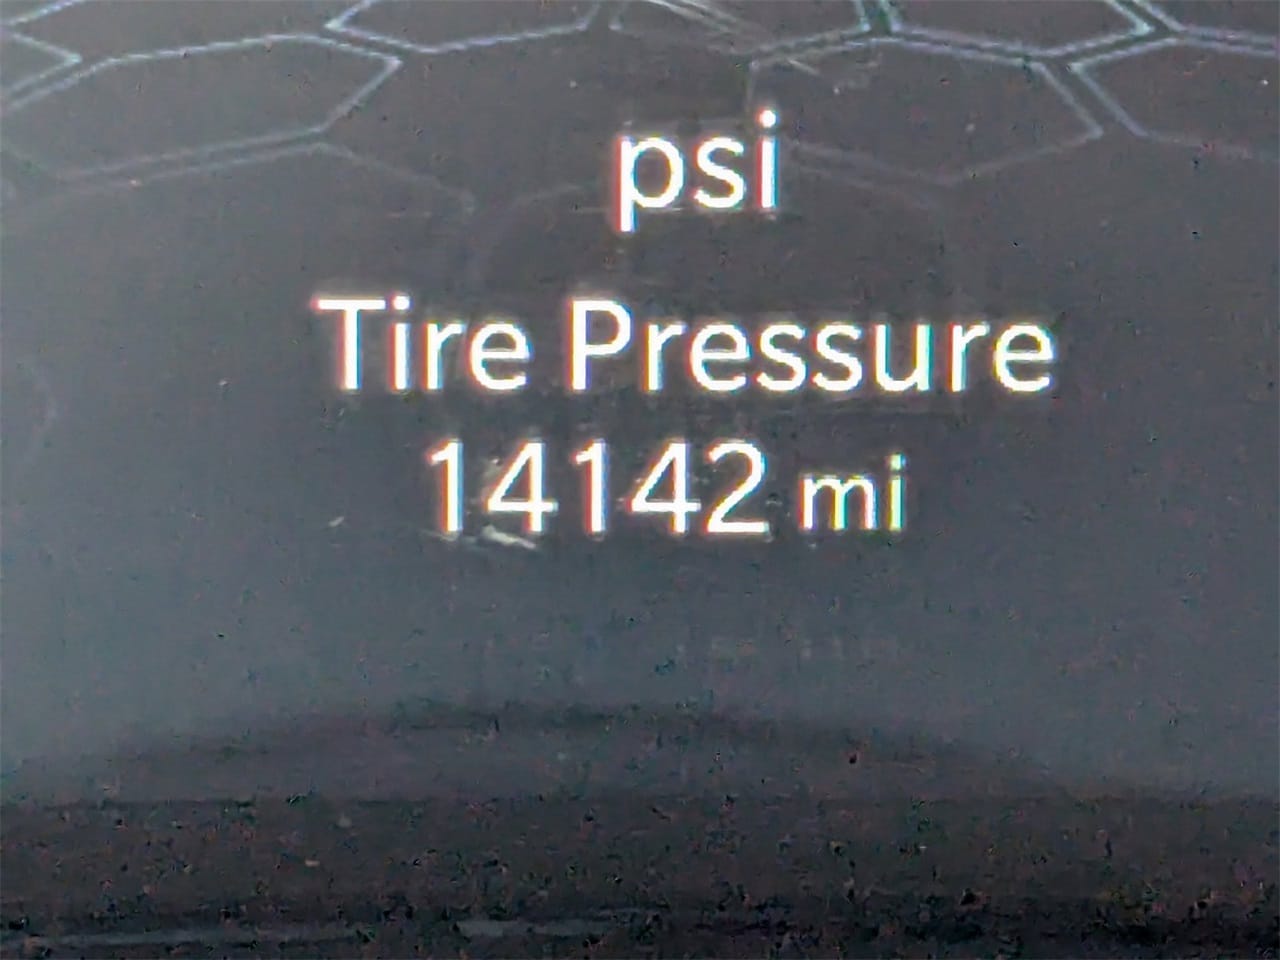 psi
Tire Pressure
14142 mi